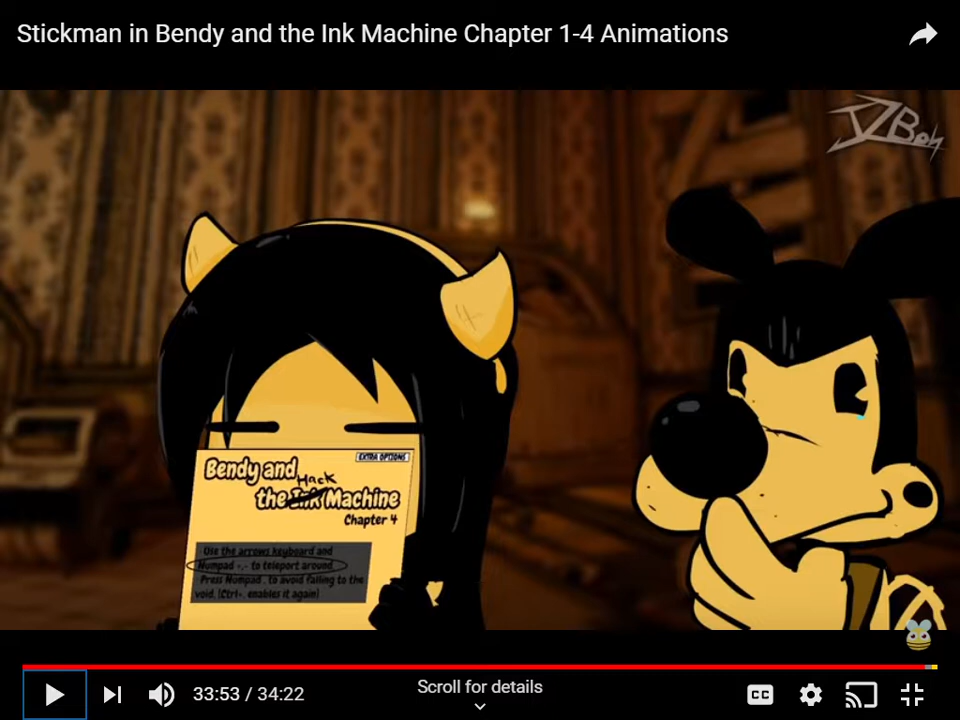 Stickman in Bendy and the Ink Machine Chapter 1-4 Animations
JZBoy
EXTRA OPTIONS
Bendy and
Hack
the Ink Machine
Chapter 4
Use the arrows keyboard and
Numpad +,- to teleport around
Press Numpad . to avoid falling to the
void. (Ctrl+. enables it again)
33:53 / 34:22
Scroll for details
CC